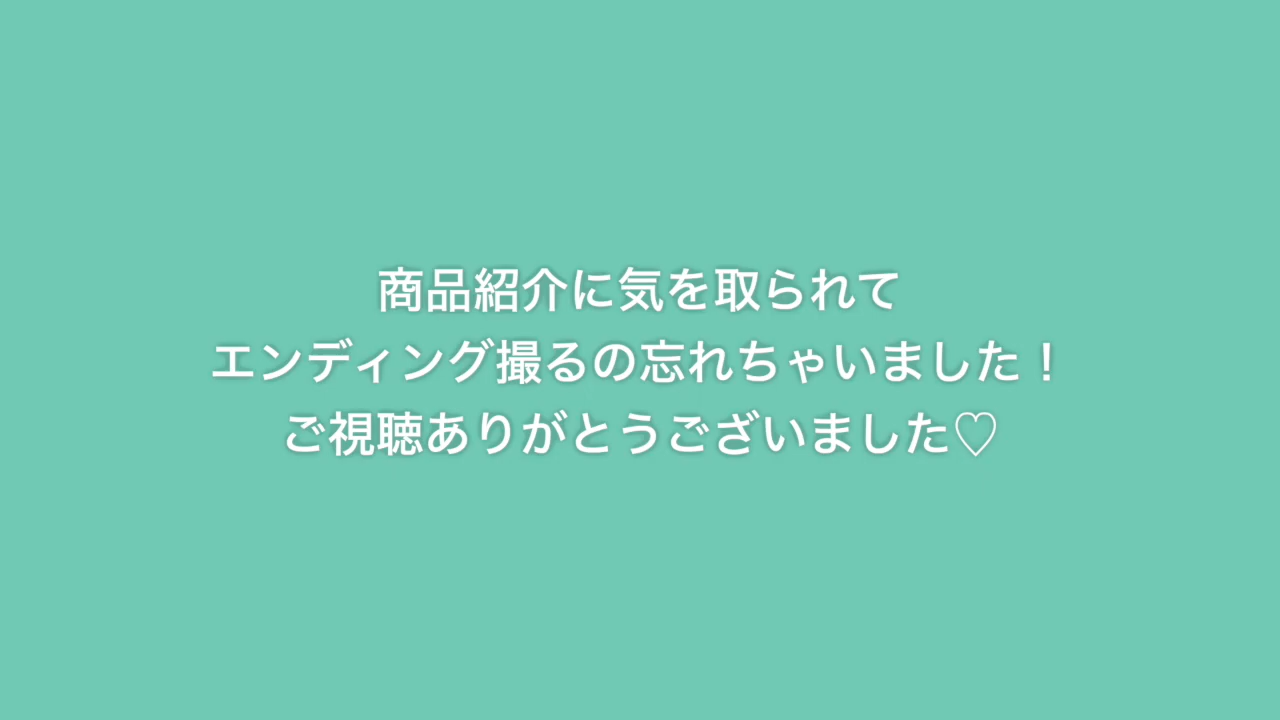 商品紹介に気を取られて
エンディング撮るの忘れちゃいました！
ご視聴ありがとうございました♡